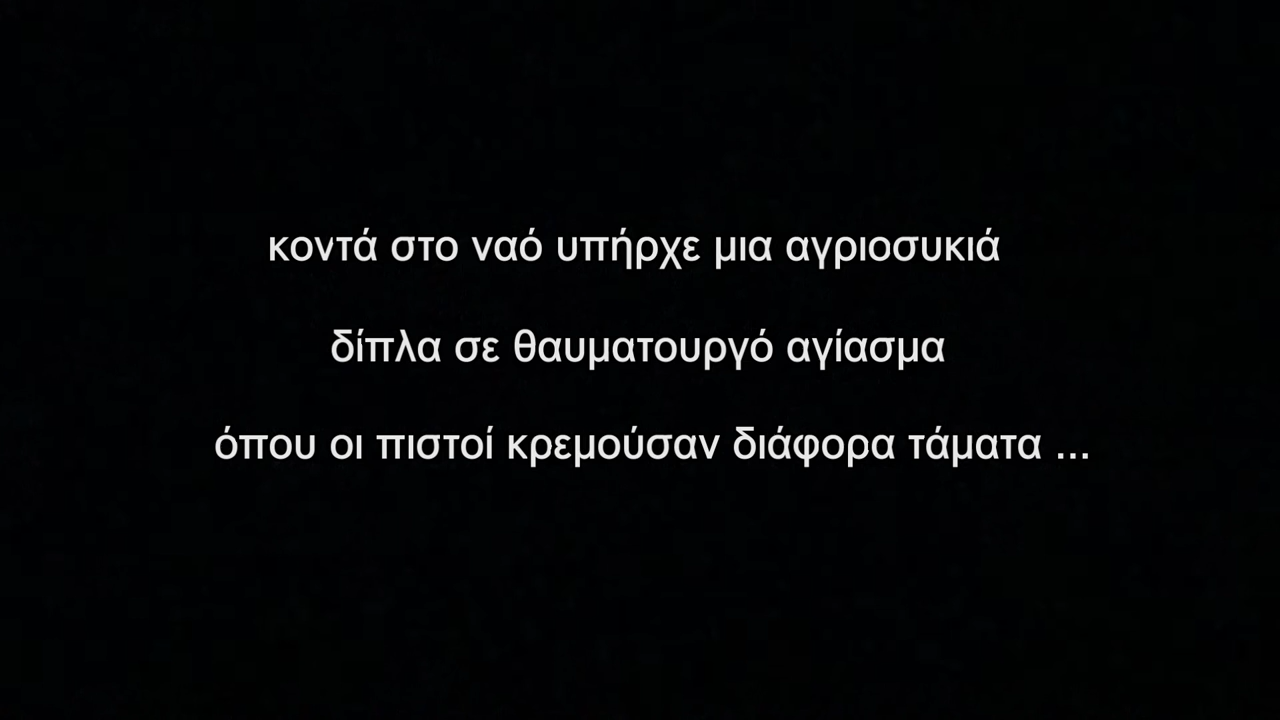 κοντά στο ναό υπήρχε μια αγριοσυκιά
δίπλα σε θαυματουργό αγίασμα
όπου οι πιστοί κρεμούσαν διάφορα τάματα ...